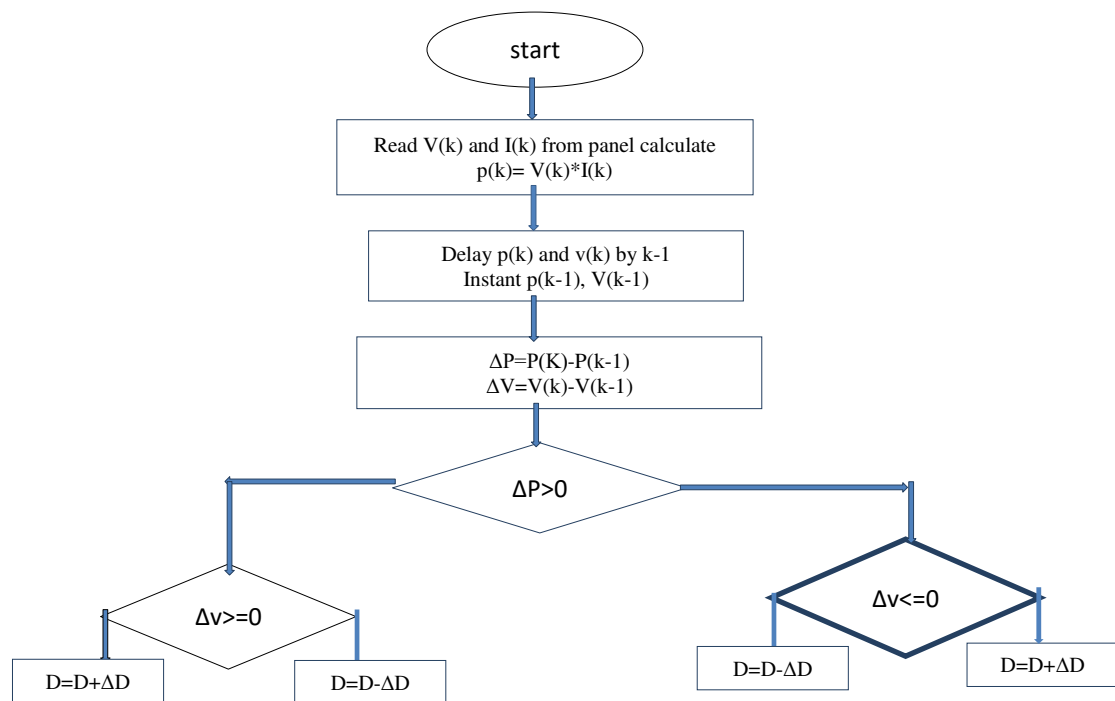 start
Read V(k) and I(k) from panel calculate
p(k)= V(k)*I(k)
Delay p(k) and v(k) by k-1
Instant p(k-1), V(k-1)
ΔP=P(K)-P(k-1)
ΔV=V(k)-V(k-1)
ΔP>0
Δv>=0
Δv<=0
D=D+ΔD
D=D-ΔD
D=D-ΔD
D=D+ΔD